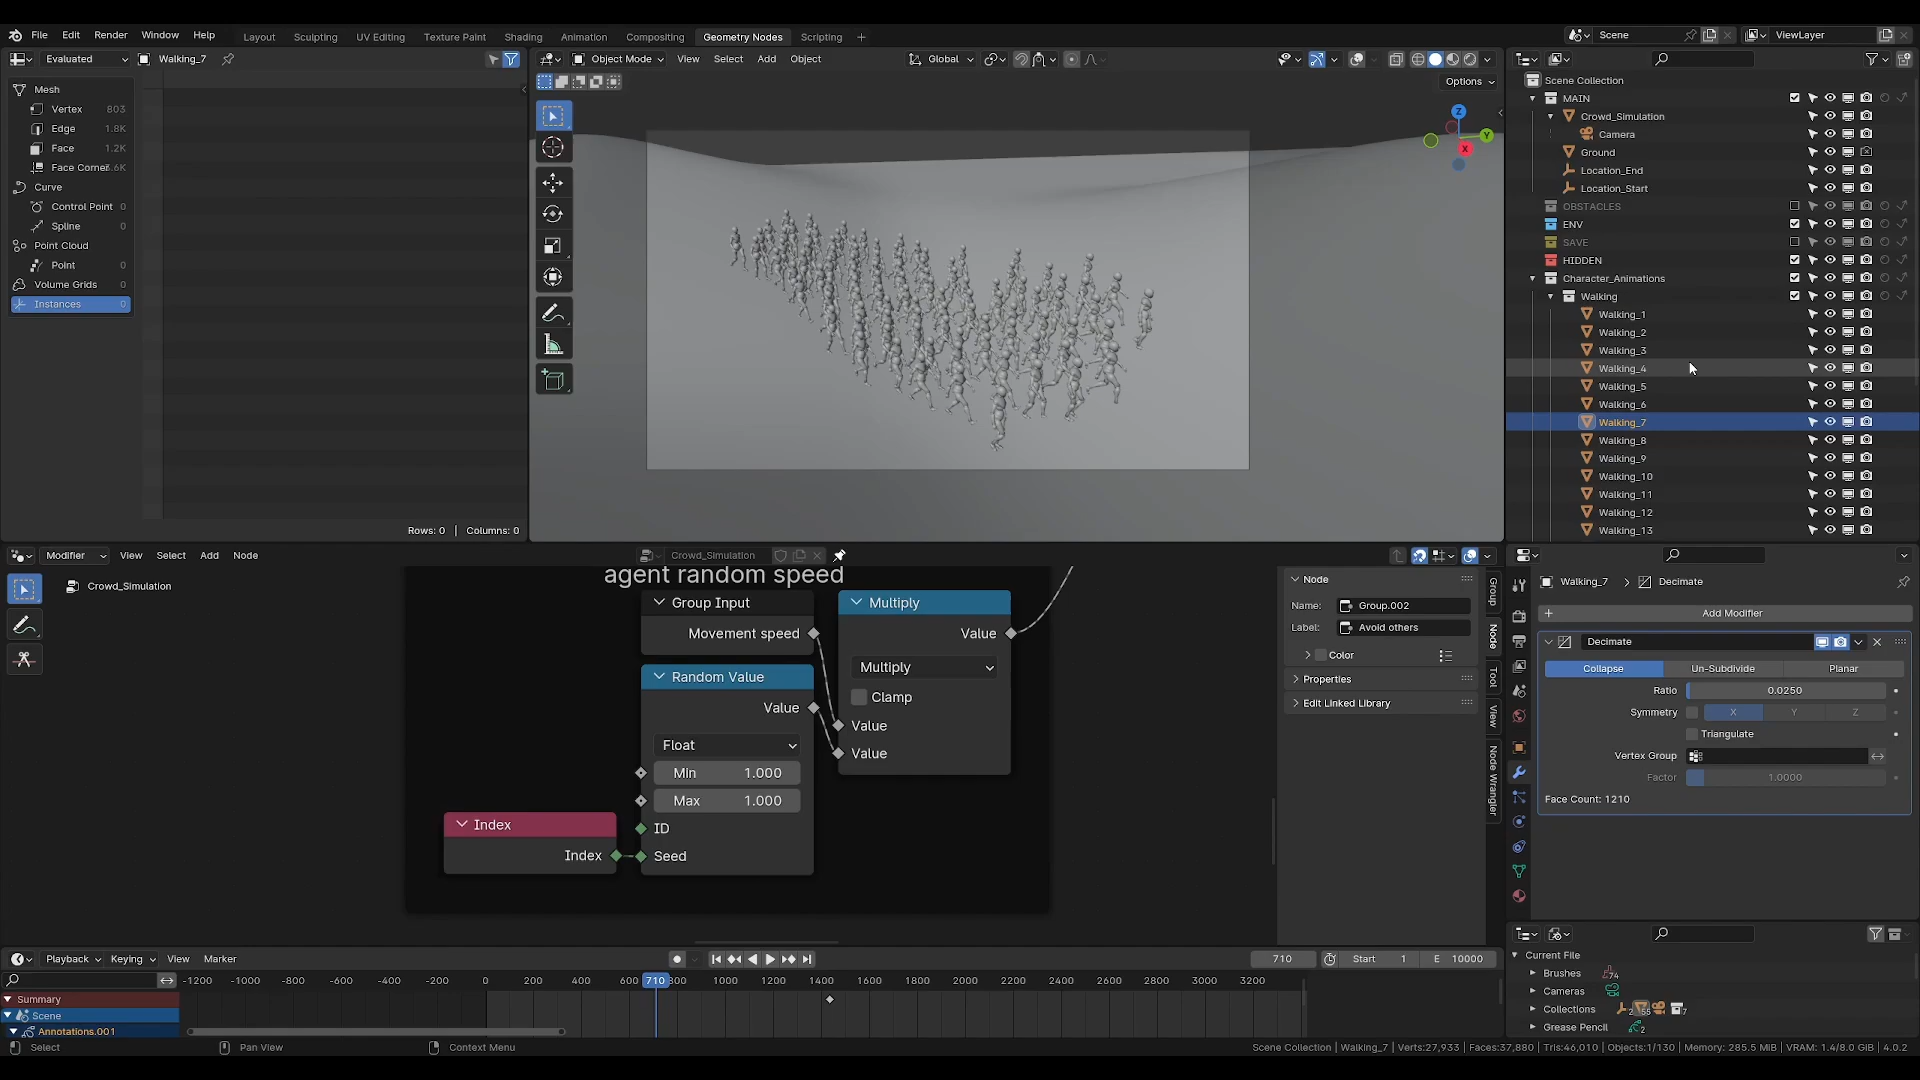 File Edit Render Window Help Layout Sculpting UV Editing Texture Paint Shading Animation Compositing Geometry Nodes Scripting + Scene ViewLayer
Evaluated Walking_7 Object Mode View Select Add Object Global
Options
Mesh
Vertex 803
Edge 1.8K
Face 1.2K
Face Corner
Curve
Control Point 0
Spline 0
Point Cloud
Point 0
Volume Grids 0
Instances 0
Rows: 0 | Columns: 0
Z
Y
X
Scene Collection
MAIN
Crowd_Simulation
Camera
Ground
Location_End
Location_Start
OBSTACLES
ENV
SAVE
HIDDEN
Character_Animations
Walking
Walking_1
Walking_2
Walking_3
Walking_4
Walking_5
Walking_6
Walking_7
Walking_8
Walking_9
Walking_10
Walking_11
Walking_12
Walking_13
Modifier View Select Add Node Crowd_Simulation
Crowd_Simulation
agent random speed
Group Input
Movement speed
Random Value
Value
Float
Min 1.000
Max 1.000
ID
Seed
Index
Index
Multiply
Value
Multiply
Clamp
Value
Value
Node
Name: Group.002
Label: Avoid others
Color
Properties
Edit Linked Library
Group
Node
Tool
View
Node Wrangler
Walking_7 > Decimate
Add Modifier
Decimate
Collapse Un-Subdivide Planar
Ratio 0.0250
Symmetry X Y Z
Triangulate
Vertex Group
Factor 1.0000
Face Count: 1210
Playback Keying View Marker 710 Start 1 E 10000
-1200 -1000 -800 -600 -400 -200 0 200 400 600 710 800 1000 1200 1400 1600 1800 2000 2200 2400 2600 2800 3000 3200
Summary
Scene
Annotations.001
Current File
Brushes 74
Cameras
Collections 2 55 7
Grease Pencil 2
Select Pan View Context Menu Scene Collection | Walking_7 | Verts:27,933 | Faces:37,880 | Tris:46,010 | Objects:1/130 | Memory: 285.5 MiB | VRAM: 1.4/8.0 GiB | 4.0.2